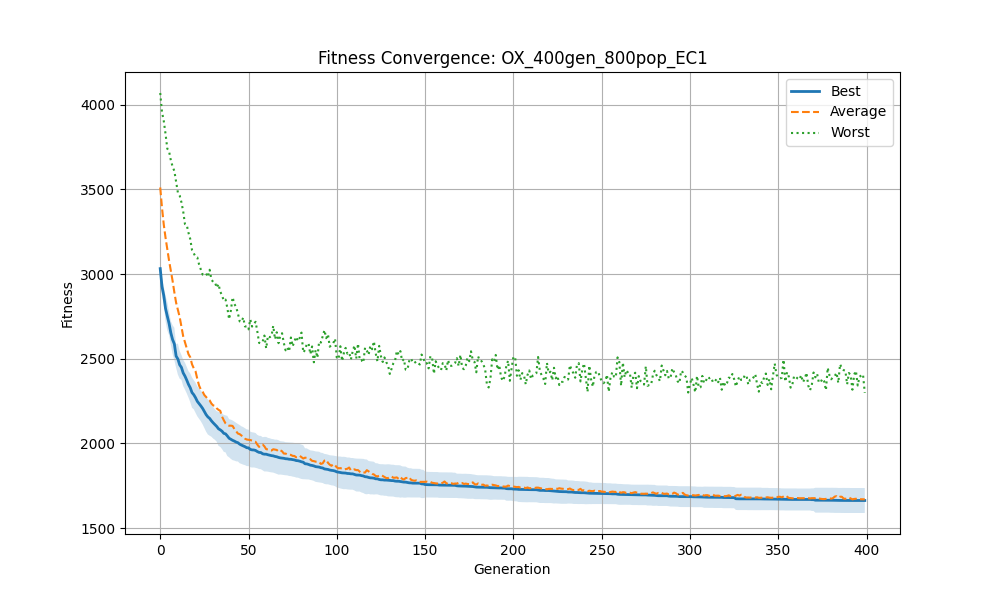 Fitness Convergence: OX_400gen_800pop_EC1
Best
Average
Worst
4000
3500
3000
2500
2000
1500
Fitness
0 50 100 150 200 250 300 350 400
Generation